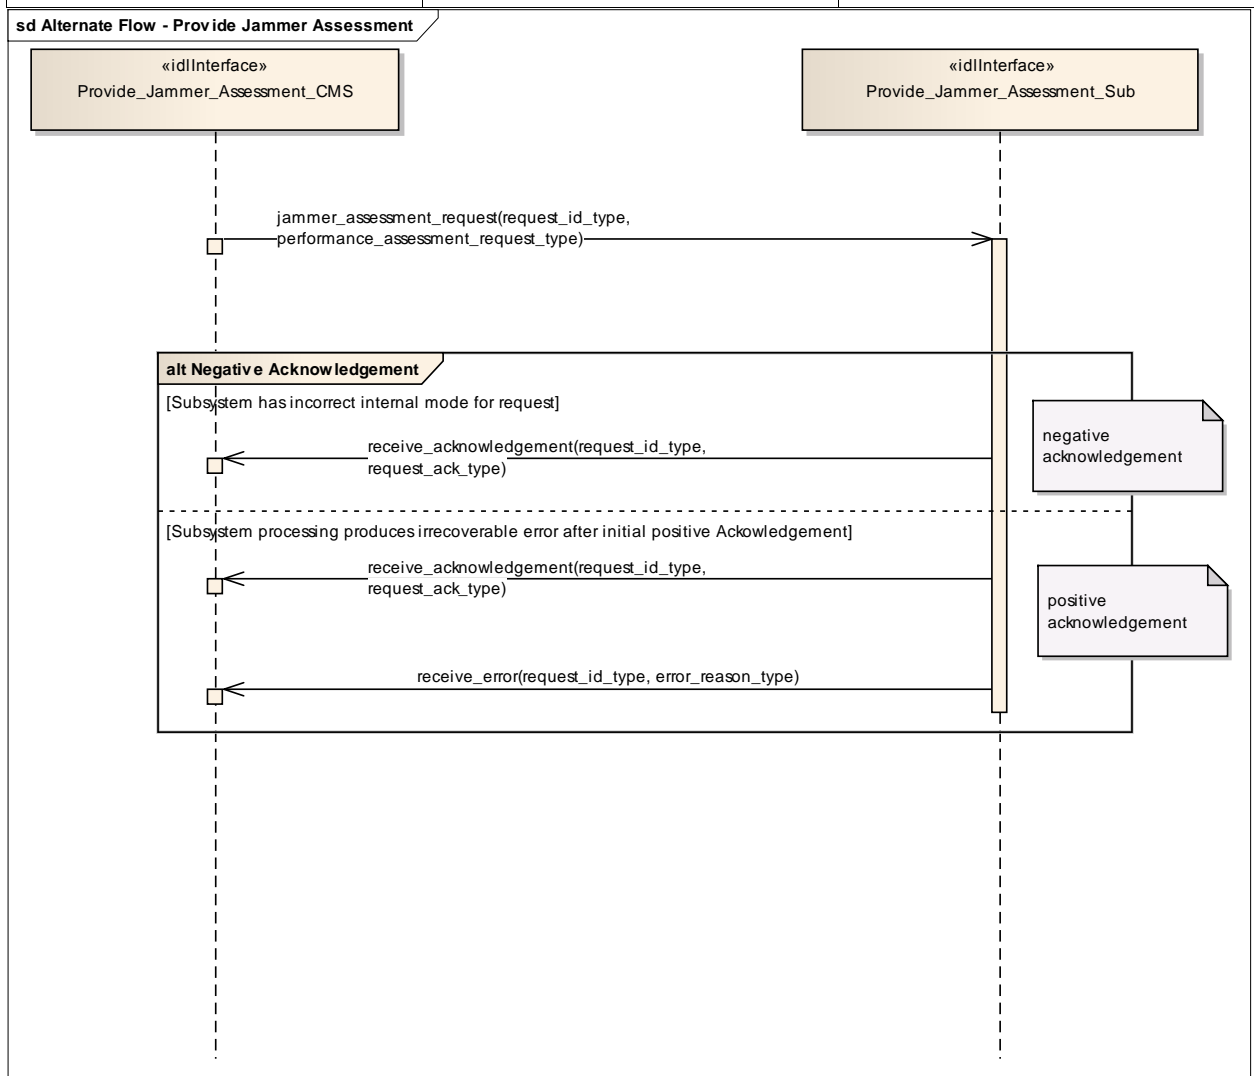 sd Alternate Flow - Provide Jammer Assessment
«idlInterface»
Provide_Jammer_Assessment_CMS
«idlInterface»
Provide_Jammer_Assessment_Sub
jammer_assessment_request(request_id_type,
performance_assessment_request_type)
alt Negative Acknowledgement
[Subsystem has incorrect internal mode for request]
receive_acknowledgement(request_id_type,
request_ack_type)
negative
acknowledgement
[Subsystem processing produces irrecoverable error after initial positive Ackowledgement]
receive_acknowledgement(request_id_type,
request_ack_type)
positive
acknowledgement
receive_error(request_id_type, error_reason_type)